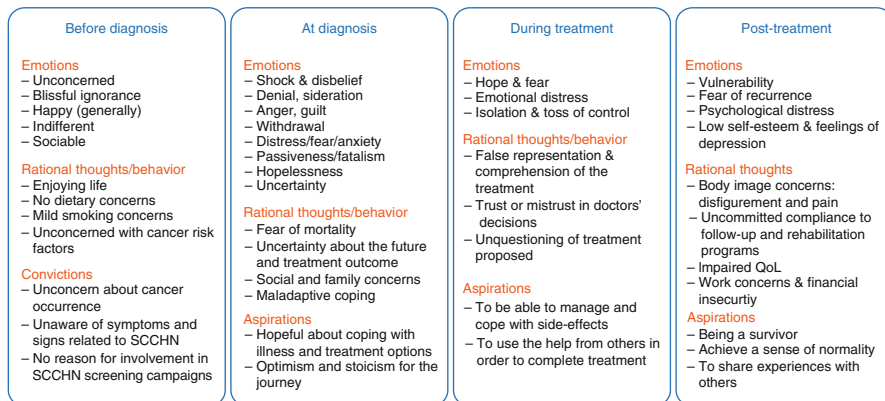 Before diagnosis
Emotions
– Unconcerned
– Blissful ignorance
– Happy (generally)
– Indifferent
– Sociable
Rational thoughts/behavior
– Enjoying life
– No dietary concerns
– Mild smoking concerns
– Unconcerned with cancer risk
factors
Convictions
– Unconcern about cancer
occurrence
– Unaware of symptoms and
signs related to SCCHN
– No reason for involvement in
SCCHN screening campaigns
At diagnosis
Emotions
– Shock & disbelief
– Denial, sideration
– Anger, guilt
– Withdrawal
– Distress/fear/anxiety
– Passiveness/fatalism
– Hopelessness
– Uncertainty
Rational thoughts/behavior
– Fear of mortality
– Uncertainty about the future
and treatment outcome
– Social and family concerns
– Maladaptive coping
Aspirations
– Hopeful about coping with
illness and treatment options
– Optimism and stoicism for the
journey
During treatment
Emotions
– Hope & fear
– Emotional distress
– Isolation & toss of control
Rational thoughts/behavior
– False representation &
comprehension of the
treatment
– Trust or mistrust in doctors'
decisions
– Unquestioning of treatment
proposed
Aspirations
– To be able to manage and
cope with side-effects
– To use the help from others in
order to complete treatment
Post-treatment
Emotions
– Vulnerability
– Fear of recurrence
– Psychological distress
– Low self-esteem & feelings of
depression
Rational thoughts
– Body image concerns:
disfigurement and pain
– Uncommitted compliance to
follow-up and rehabilitation
programs
– Impaired QoL
– Work concerns & financial
insecurtiy
Aspirations
– Being a survivor
– Achieve a sense of normality
– To share experiences with
others